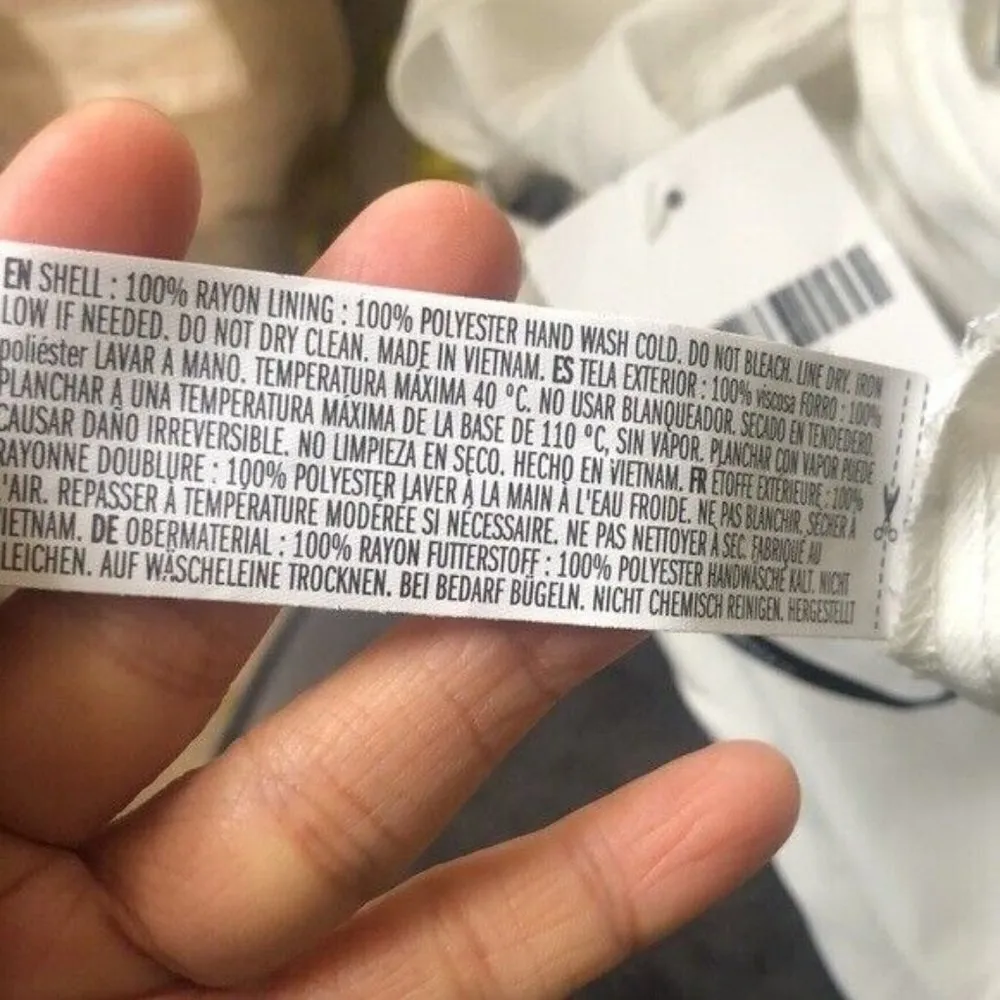 EN SHELL : 100% RAYON LINING : 100% POLYESTER HAND WASH COLD. DO NOT BLEACH. LINE DRY. IRON
LOW IF NEEDED. DO NOT DRY CLEAN. MADE IN VIETNAM. ES TELA EXTERIOR : 100% viscosa FORRO : 100%
poliéster LAVAR A MANO. TEMPERATURA MÁXIMA 40 ºC. NO USAR BLANQUEADOR. SECADO EN TENDEDERO.
PLANCHAR A UNA TEMPERATURA MÁXIMA DE LA BASE DE 110 ºC, SIN VAPOR. PLANCHAR CON VAPOR PUEDE
CAUSAR DAÑO IRREVERSIBLE. NO LIMPIEZA EN SECO. HECHO EN VIETNAM. FR ETOFFE EXTERIEURE : 100%
RAYONNE DOUBLURE : 100% POLYESTER LAVER À LA MAIN À L'EAU FROIDE. NE PAS BLANCHIR. SÉCHER À
'AIR. REPASSER À TEMPÉRATURE MODÉRÉE SI NÉCESSAIRE. NE PAS NETTOYER À SEC. FABRIQUÉ AU
IETNAM. DE OBERMATERIAL : 100% RAYON FUTTERSTOFF : 100% POLYESTER HANDWÄSCHE KALT. NICHT
LEICHEN. AUF WÄSCHELEINE TROCKNEN. BEI BEDARF BÜGELN. NICHT CHEMISCH REINIGEN. HERGESTELLT